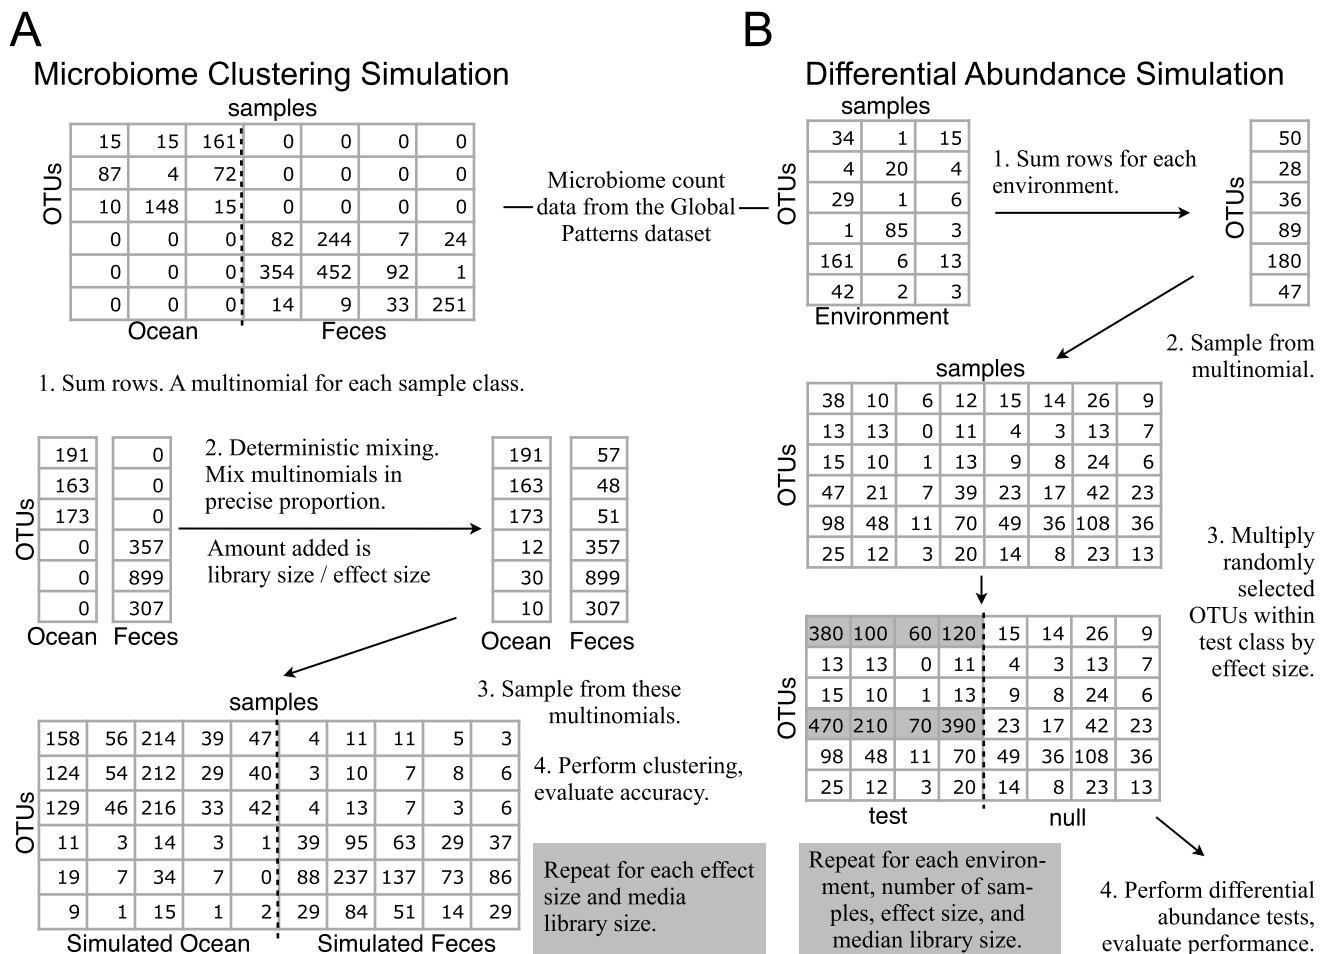 A
Microbiome Clustering Simulation
samples
OTUs
15 15 161 0 0 0 0
87 4 72 0 0 0 0
10 148 15 0 0 0 0
0 0 0 82 244 7 24
0 0 0 354 452 92 1
0 0 0 14 9 33 251
Ocean Feces
Microbiome count
data from the Global
Patterns dataset
1. Sum rows. A multinomial for each sample class.
OTUs
191 0
163 0
173 0
0 357
0 899
0 307
Ocean Feces
2. Deterministic mixing.
Mix multinomials in
precise proportion.
Amount added is
library size / effect size
191 57
163 48
173 51
12 357
30 899
10 307
Ocean Feces
3. Sample from these
multinomials.
samples
OTUs
158 56 214 39 47 4 11 11 5 3
124 54 212 29 40 3 10 7 8 6
129 46 216 33 42 4 13 7 3 6
11 3 14 3 1 39 95 63 29 37
19 7 34 7 0 88 237 137 73 86
9 1 15 1 2 29 84 51 14 29
Simulated Ocean Simulated Feces
4. Perform clustering,
evaluate accuracy.
Repeat for each effect
size and media
library size.
B
Differential Abundance Simulation
samples
OTUs
34 1 15
4 20 4
29 1 6
1 85 3
161 6 13
42 2 3
Environment
1. Sum rows for each
environment.
OTUs
50
28
36
89
180
47
2. Sample from
multinomial.
samples
OTUs
38 10 6 12 15 14 26 9
13 13 0 11 4 3 13 7
15 10 1 13 9 8 24 6
47 21 7 39 23 17 42 23
98 48 11 70 49 36 108 36
25 12 3 20 14 8 23 13
3. Multiply
randomly
selected
OTUs within
test class by
effect size.
OTUs
380 100 60 120 15 14 26 9
13 13 0 11 4 3 13 7
15 10 1 13 9 8 24 6
470 210 70 390 23 17 42 23
98 48 11 70 49 36 108 36
25 12 3 20 14 8 23 13
test null
Repeat for each environ-
ment, number of sam-
ples, effect size, and
median library size.
4. Perform differential
abundance tests,
evaluate performance.